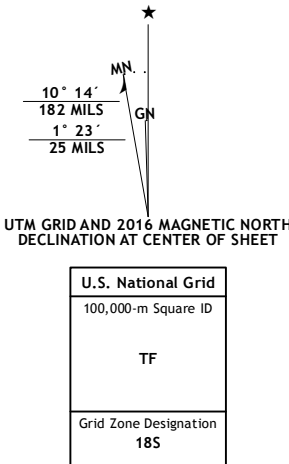 ★
MN
10° 14´
182 MILS
GN
1° 23´
25 MILS
UTM GRID AND 2016 MAGNETIC NORTH
DECLINATION AT CENTER OF SHEET
U.S. National Grid
100,000-m Square ID
TF
Grid Zone Designation
18S